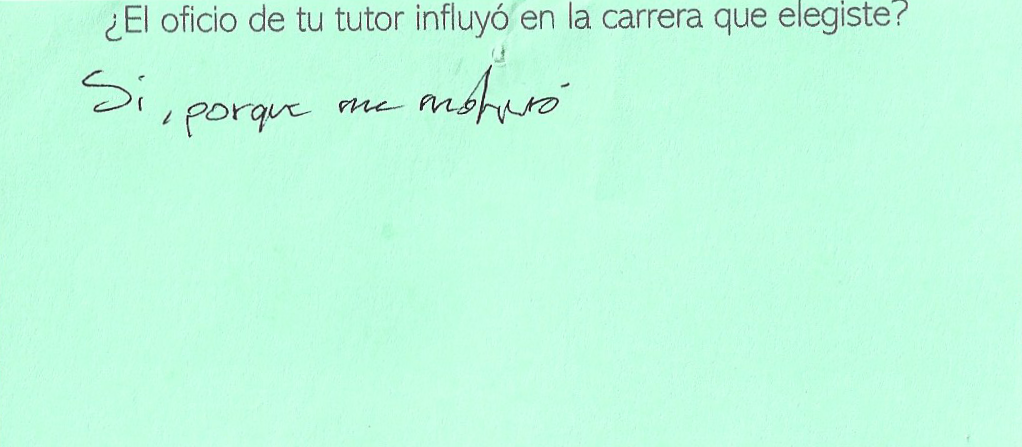 ¿El oficio de tu tutor influyó en la carrera que elegiste?
Si, porque me motivó